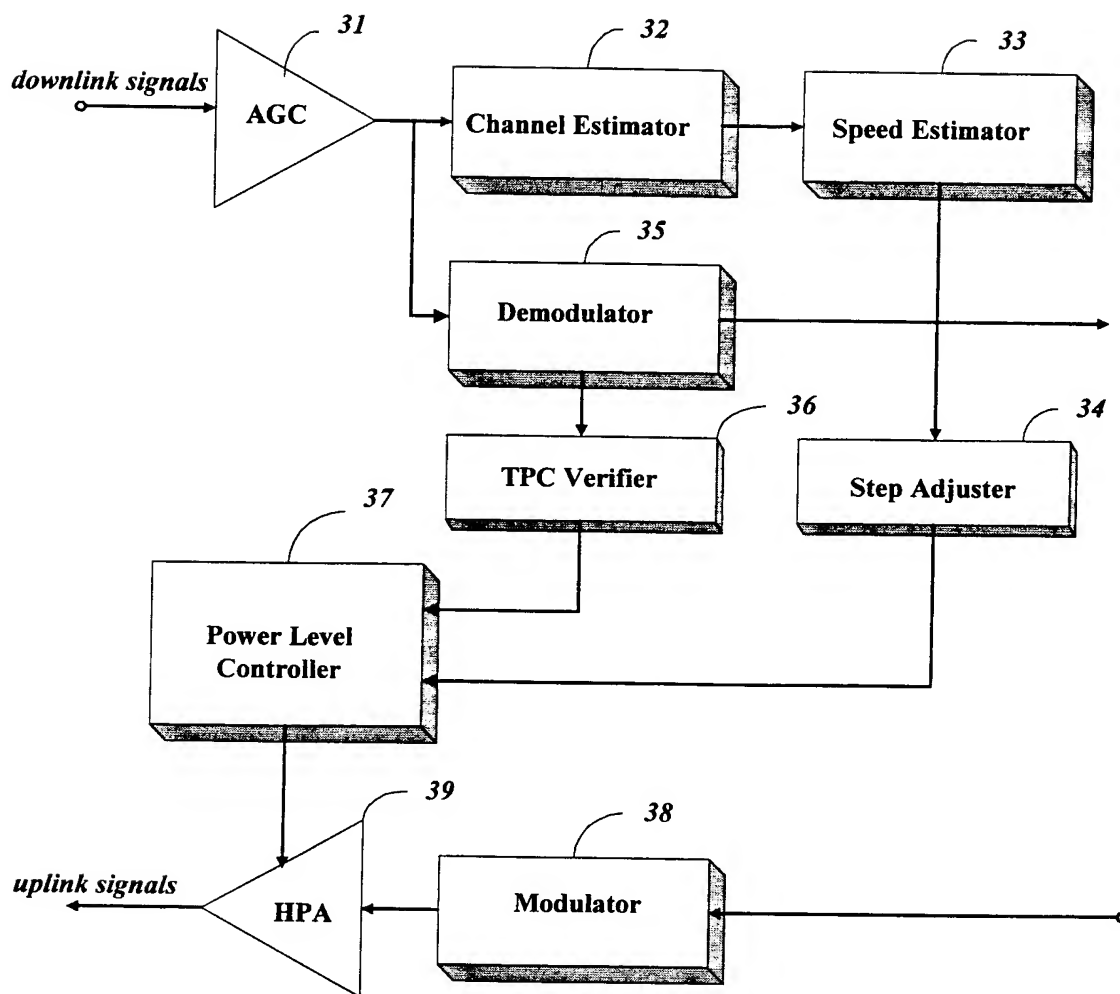 31
32
33
downlink signals
AGC
Channel Estimator
Speed Estimator
35
Demodulator
36
34
TPC Verifier
Step Adjuster
37
Power Level
Controller
39
38
uplink signals
HPA
Modulator